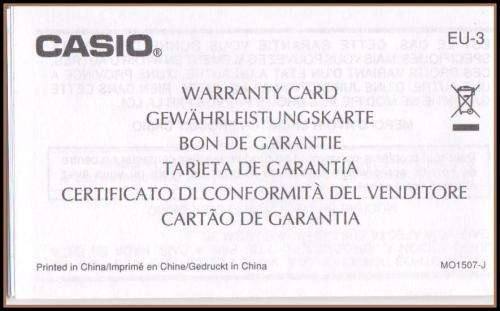 CASIO®
EU-3
WARRANTY CARD
GEWÄHRLEISTUNGSKARTE
BON DE GARANTIE
TARJETA DE GARANTÍA
CERTIFICATO DI CONFORMITÀ DEL VENDITORE
CARTÃO DE GARANTIA
Printed in China/Imprimé en Chine/Gedruckt in China
MO1507-J